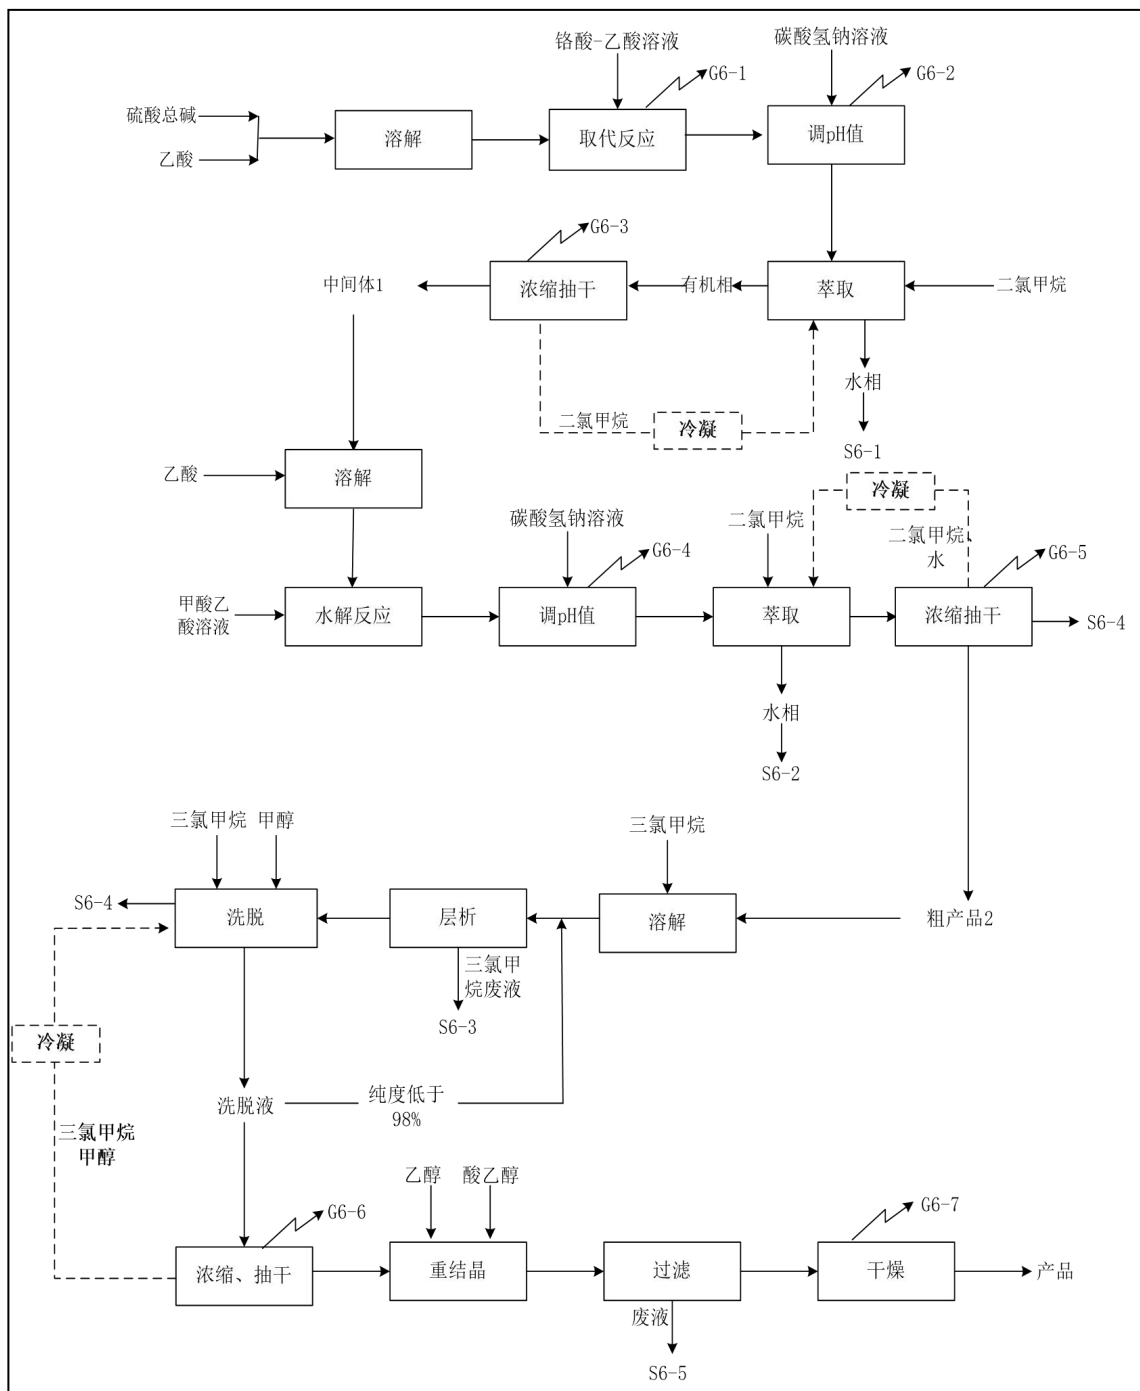 铬酸-乙酸溶液
碳酸氢钠溶液
G6-1
G6-2
硫酸总碱
乙酸
溶解
取代反应
调pH值
G6-3
中间体1
浓缩抽干
有机相
萃取
二氯甲烷
水相
二氯甲烷
冷凝
S6-1
乙酸
溶解
冷凝
碳酸氢钠溶液
二氯甲烷
二氯甲烷、
水
G6-4
G6-5
甲酸乙
酸溶液
水解反应
调pH值
萃取
浓缩抽干
S6-4
水相
S6-2
三氯甲烷
甲醇
三氯甲烷
S6-4
洗脱
层析
溶解
粗产品2
三氯甲
烷废液
S6-3
冷凝
洗脱液
纯度低于
98%
三氯甲烷
甲醇
乙醇
酸乙醇
G6-6
G6-7
浓缩、抽干
重结晶
过滤
干燥
产品
废液
S6-5